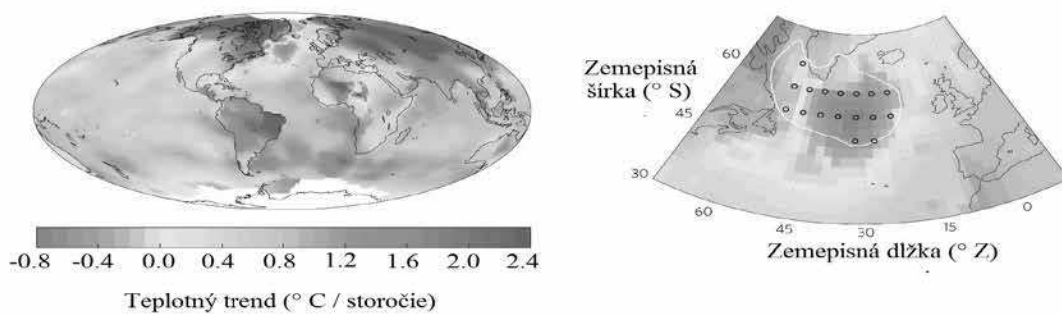 -0.8 -0.4 0.0 0.4 0.8 1.2 1.6 2.0 2.4
Teplotný trend (° C / storočie)
Zemepisná
šírka (° S)
60
45
30
60
45
30
15
0
Zemepisná dlžka (° Z)